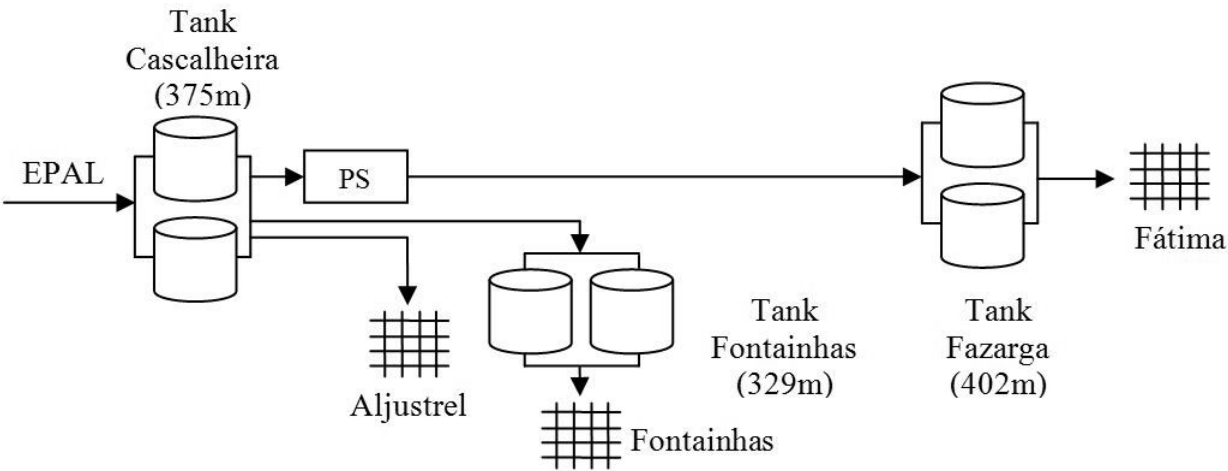 Tank
Cascalheira
(375m)
EPAL
PS
Fátima
Aljustrel
Tank
Fontainhas
(329m)
Tank
Fazarga
(402m)
Fontainhas